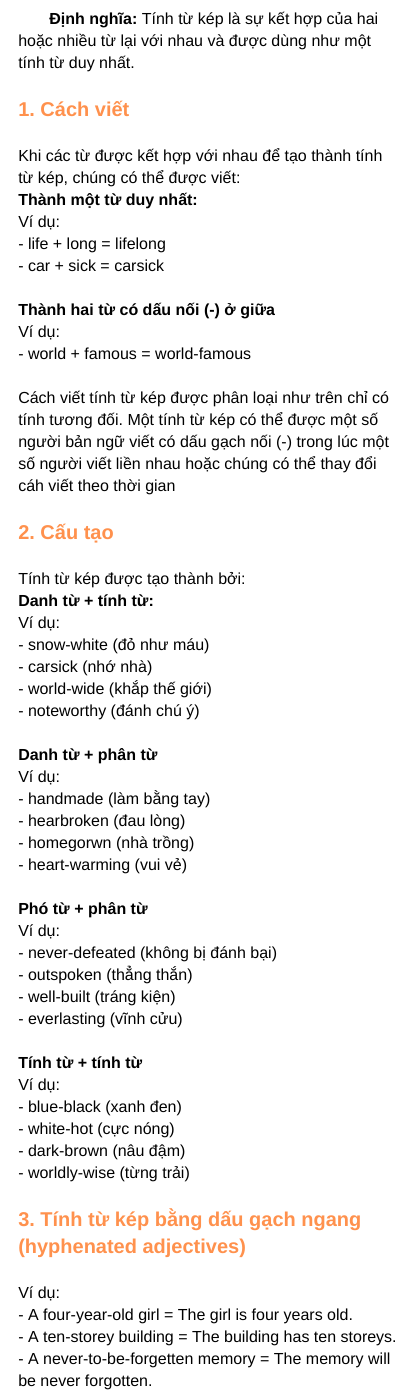 Định nghĩa: Tính từ kép là sự kết hợp của hai
hoặc nhiều từ lại với nhau và được dùng như một
tính từ duy nhất.
1. Cách viết
Khi các từ được kết hợp với nhau để tạo thành tính
từ kép, chúng có thể được viết:
Thành một từ duy nhất:
Ví dụ:
- life + long = lifelong
- car + sick = carsick
Thành hai từ có dấu nối (-) ở giữa
Ví dụ:
- world + famous = world-famous
Cách viết tính từ kép được phân loại như trên chỉ có
tính tương đối. Một tính từ kép có thể được một số
người bản ngữ viết có dấu gạch nối (-) trong lúc một
số người viết liền nhau hoặc chúng có thể thay đổi
cáh viết theo thời gian
2. Cấu tạo
Tính từ kép được tạo thành bởi:
Danh từ + tính từ:
Ví dụ:
- snow-white (đỏ như máu)
- carsick (nhớ nhà)
- world-wide (khắp thế giới)
- noteworthy (đánh chú ý)
Danh từ + phân từ
Ví dụ:
- handmade (làm bằng tay)
- hearbroken (đau lòng)
- homegorwn (nhà trồng)
- heart-warming (vui vẻ)
Phó từ + phân từ
Ví dụ:
- never-defeated (không bị đánh bại)
- outspoken (thẳng thắn)
- well-built (tráng kiện)
- everlasting (vĩnh cửu)
Tính từ + tính từ
Ví dụ:
- blue-black (xanh đen)
- white-hot (cực nóng)
- dark-brown (nâu đậm)
- worldly-wise (từng trải)
3. Tính từ kép bằng dấu gạch ngang
(hyphenated adjectives)
Ví dụ:
- A four-year-old girl = The girl is four years old.
- A ten-storey building = The building has ten storeys.
- A never-to-be-forgetten memory = The memory will
be never forgotten.